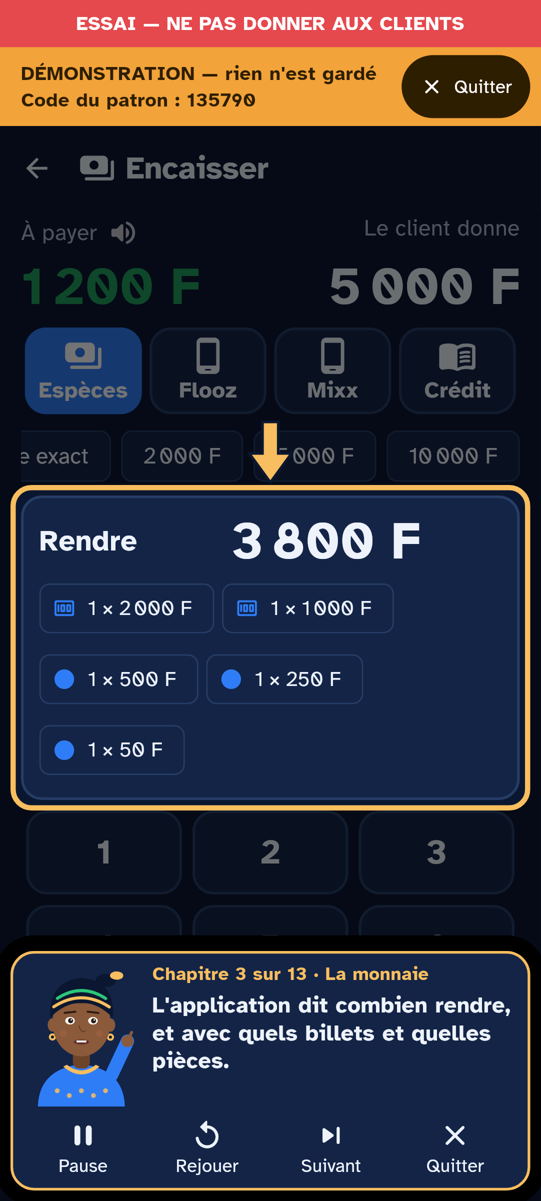 ESSAI — NE PAS DONNER AUX CLIENTS
DÉMONSTRATION — rien n'est gardé
Code du patron : 135790
Quitter
Encaisser
À payer
Le client donne
1 200 F
5 000 F
Espèces
Flooz
Mixx
Crédit
e exact
2 000 F
000 F
10 000 F
Rendre
3 800 F
1 × 2 000 F
1 × 1 000 F
1 × 500 F
1 × 250 F
1 × 50 F
1
2
3
Chapitre 3 sur 13 · La monnaie
L'application dit combien rendre,
et avec quels billets et quelles
pièces.
Pause
Rejouer
Suivant
Quitter